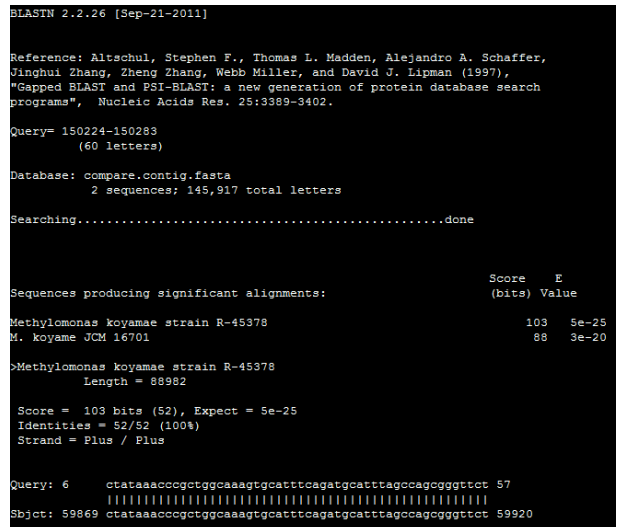 BLASTN 2.2.26 [Sep-21-2011]
Reference: Altschul, Stephen F., Thomas L. Madden, Alejandro A. Schaffer,
Jinghui Zhang, Zheng Zhang, Webb Miller, and David J. Lipman (1997),
"Gapped BLAST and PSI-BLAST: a new generation of protein database search
programs", Nucleic Acids Res. 25:3389-3402.
Query= 150224-150283
(60 letters)
Database: compare.contig.fasta
2 sequences; 145,917 total letters
Searching..................................................done
Score E
Sequences producing significant alignments: (bits) Value
Methylomonas koyamae strain R-45378 103 5e-25
M. koyame JCM 16701 88 3e-20
>Methylomonas koyamae strain R-45378
Length = 88982
Score = 103 bits (52), Expect = 5e-25
Identities = 52/52 (100%)
Strand = Plus / Plus
Query: 6 ctataaacccgctggcaaagtgcatttcagatgcatttagccagcgggttct 57
||||||||||||||||||||||||||||||||||||||||||||||||||||
Sbjct: 59869 ctataaacccgctggcaaagtgcatttcagatgcatttagccagcgggttct 59920